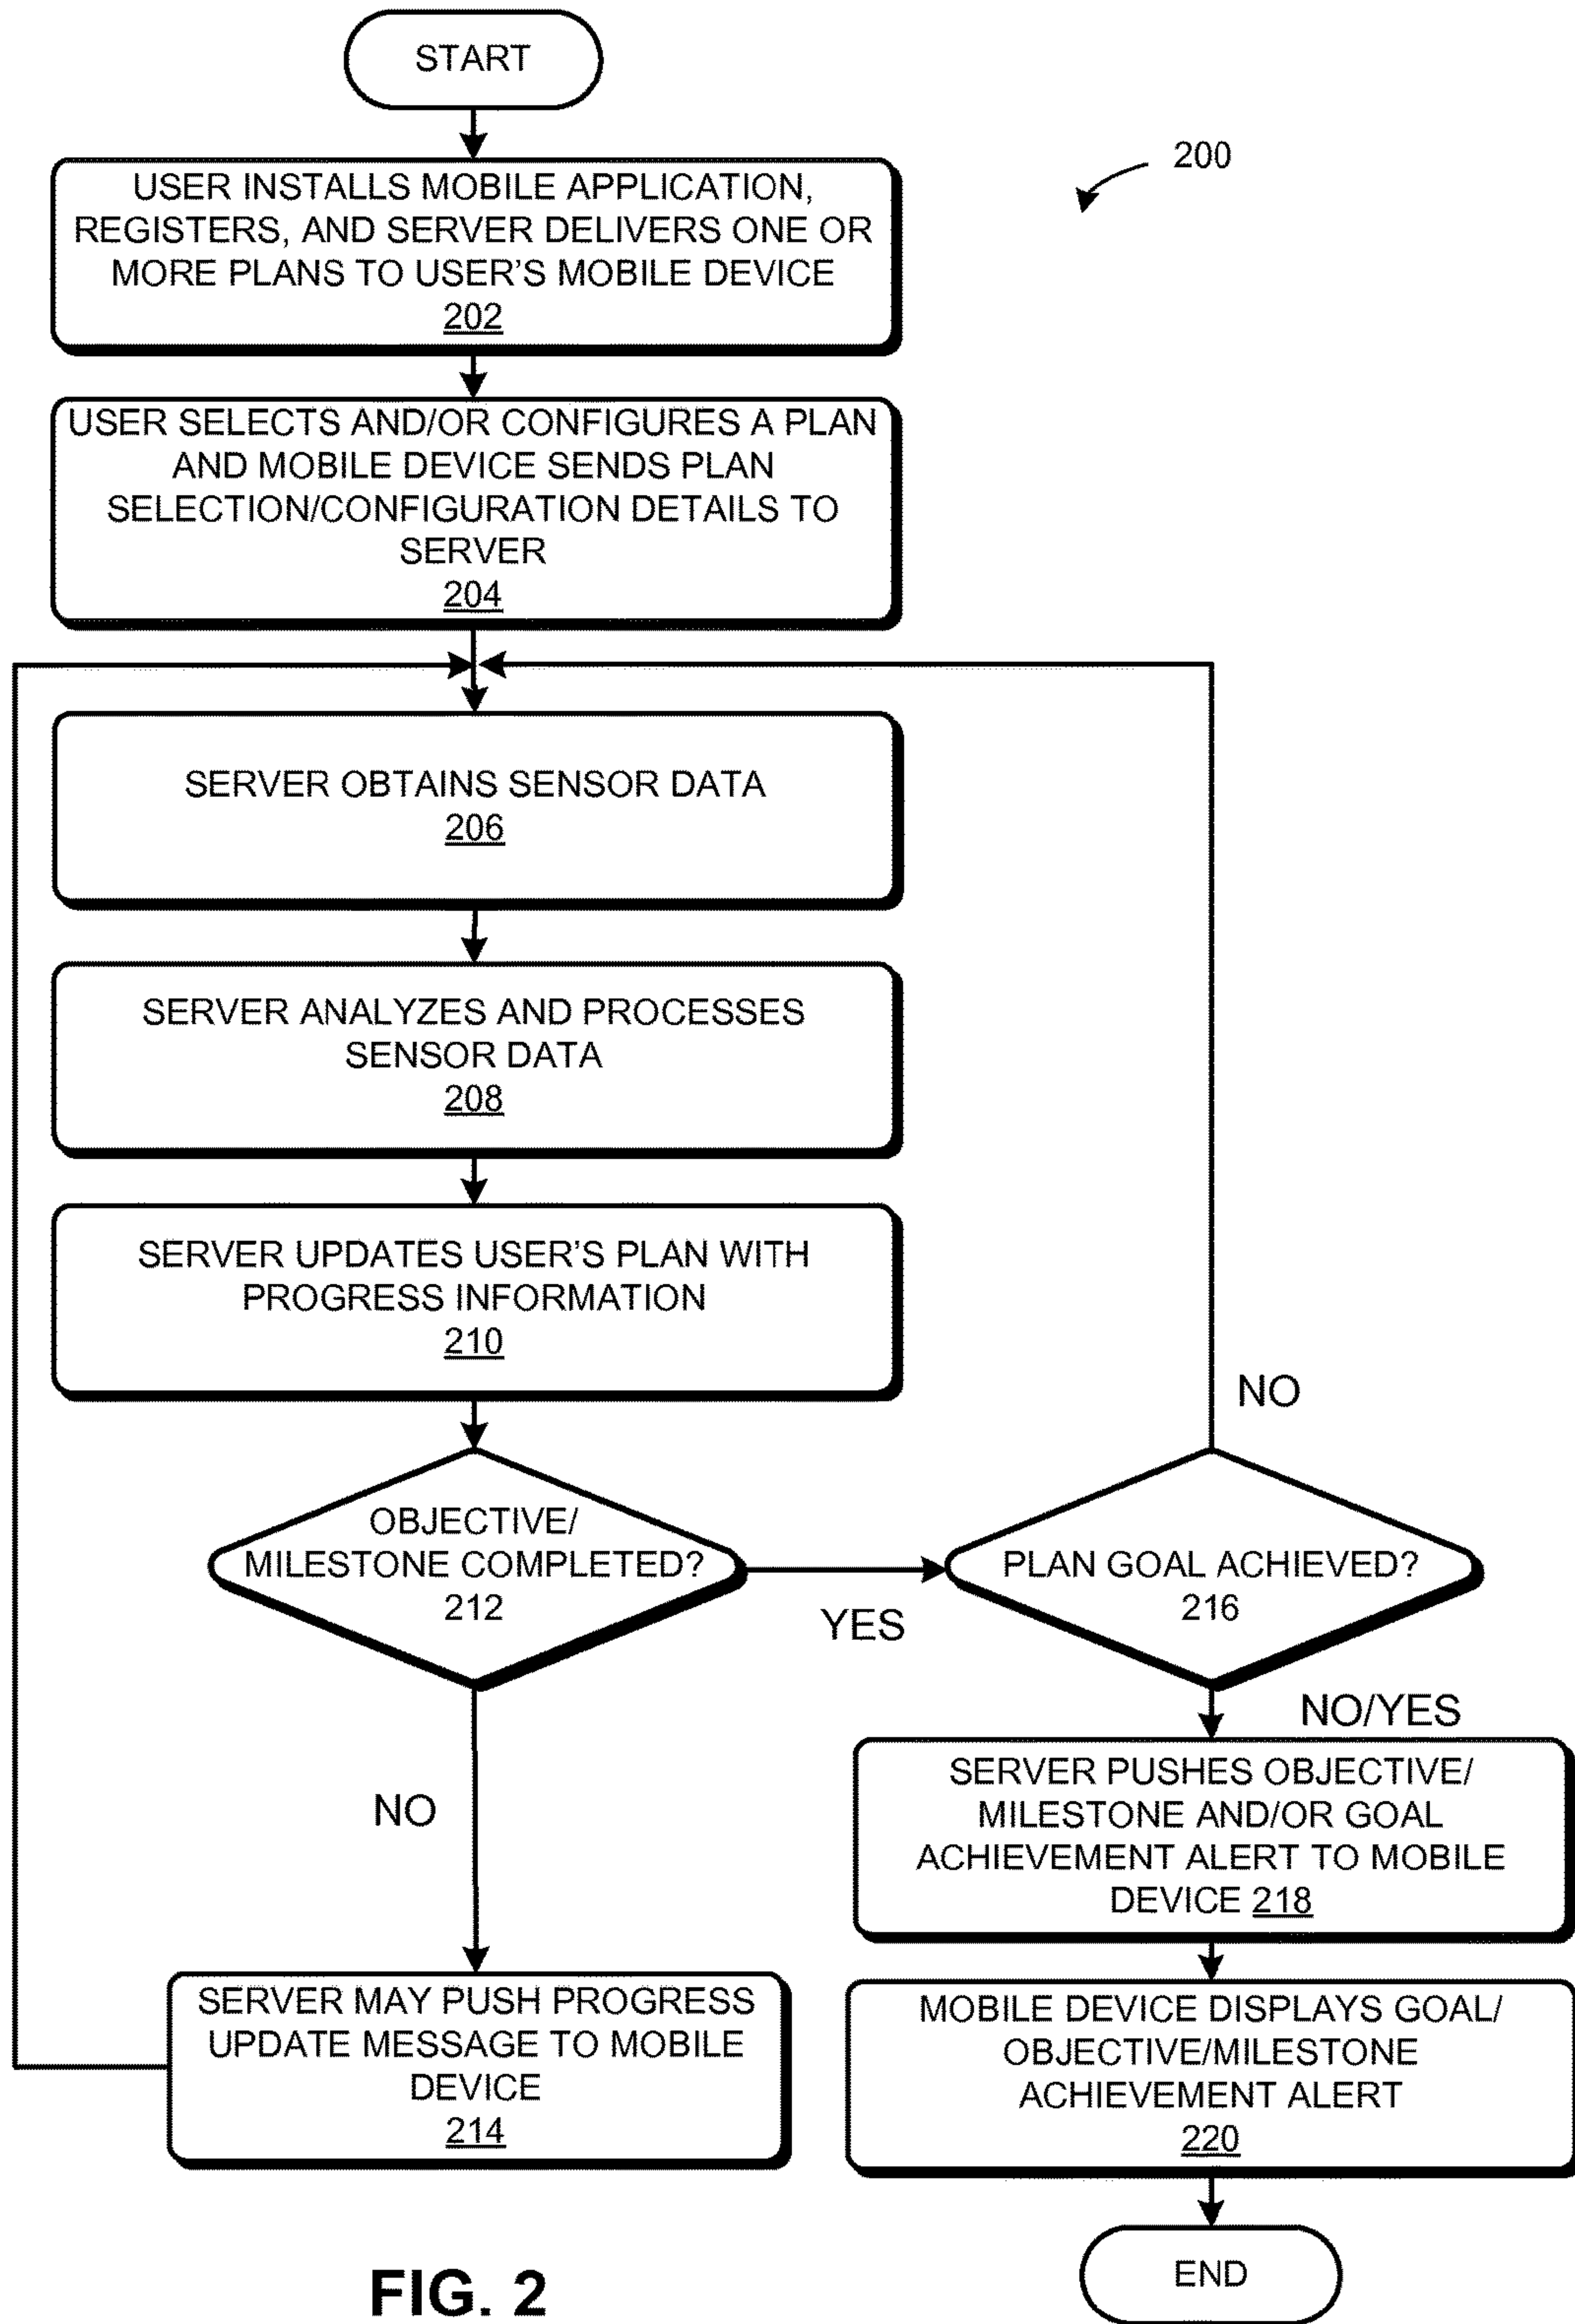 START
200
USER INSTALLS MOBILE APPLICATION,
REGISTERS, AND SERVER DELIVERS ONE OR
MORE PLANS TO USER'S MOBILE DEVICE
202
USER SELECTS AND/OR CONFIGURES A PLAN
AND MOBILE DEVICE SENDS PLAN
SELECTION/CONFIGURATION DETAILS TO
SERVER
204
SERVER OBTAINS SENSOR DATA
206
SERVER ANALYZES AND PROCESSES
SENSOR DATA
208
SERVER UPDATES USER'S PLAN WITH
PROGRESS INFORMATION
210
OBJECTIVE/
MILESTONE COMPLETED?
212
YES
NO
PLAN GOAL ACHIEVED?
216
NO
NO/YES
SERVER MAY PUSH PROGRESS
UPDATE MESSAGE TO MOBILE
DEVICE
214
SERVER PUSHES OBJECTIVE/
MILESTONE AND/OR GOAL
ACHIEVEMENT ALERT TO MOBILE
DEVICE 218
MOBILE DEVICE DISPLAYS GOAL/
OBJECTIVE/MILESTONE
ACHIEVEMENT ALERT
220
END
FIG. 2